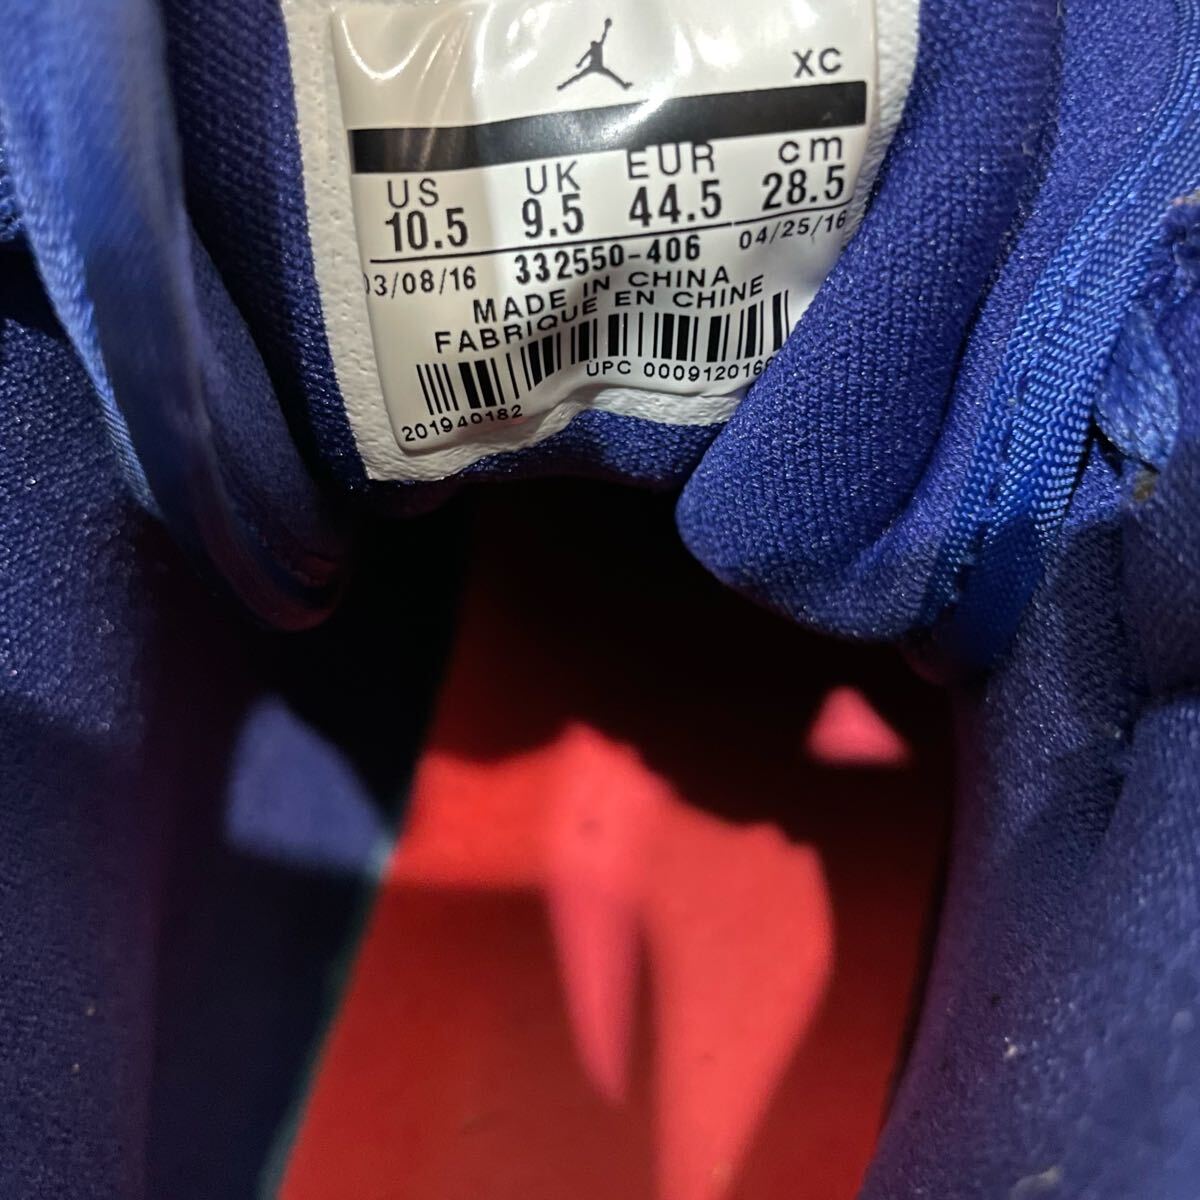 XC
US UK EUR cm
10.5 9.5 44.5 28.5
03/08/16 332550-406 04/25/16
MADE IN CHINA
FABRIQUE EN CHINE
UPC 00091201
201940182